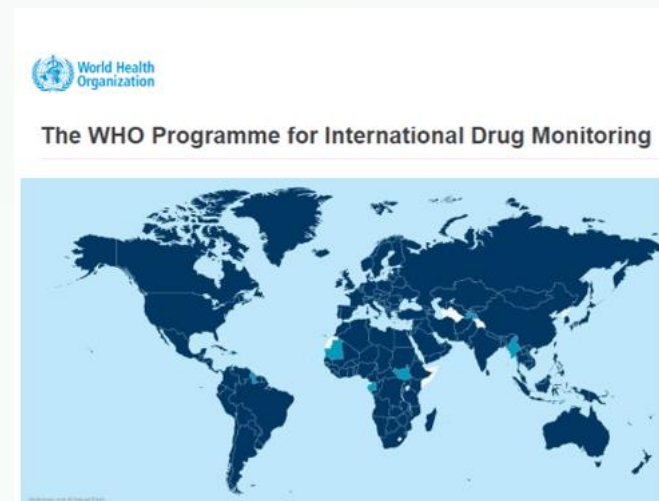 World Health
Organization
The WHO Programme for International Drug Monitoring